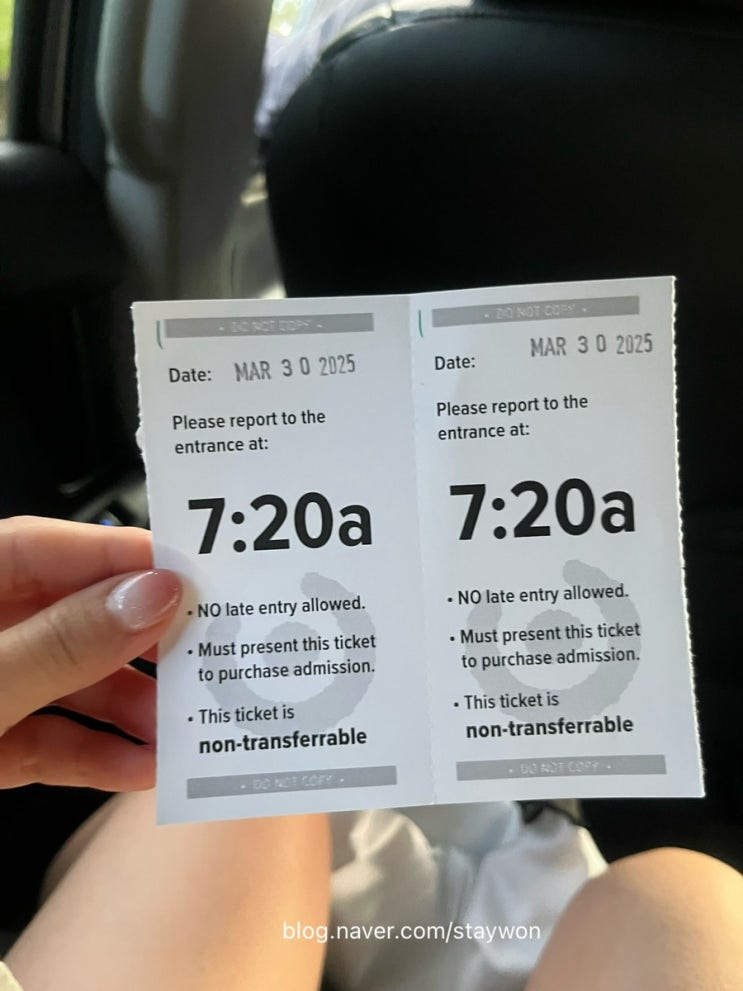 • DO NOT COPY •
Date: MAR 30 2025
Please report to the
entrance at:
7:20a
• NO late entry allowed.
• Must present this ticket
to purchase admission.
• This ticket is
non-transferrable
• DO NOT COPY •
• DO NOT COPY •
Date: MAR 30 2025
Please report to the
entrance at:
7:20a
• NO late entry allowed.
• Must present this ticket
to purchase admission.
• This ticket is
non-transferrable
• DO NOT COPY •
blog.naver.com/staywon